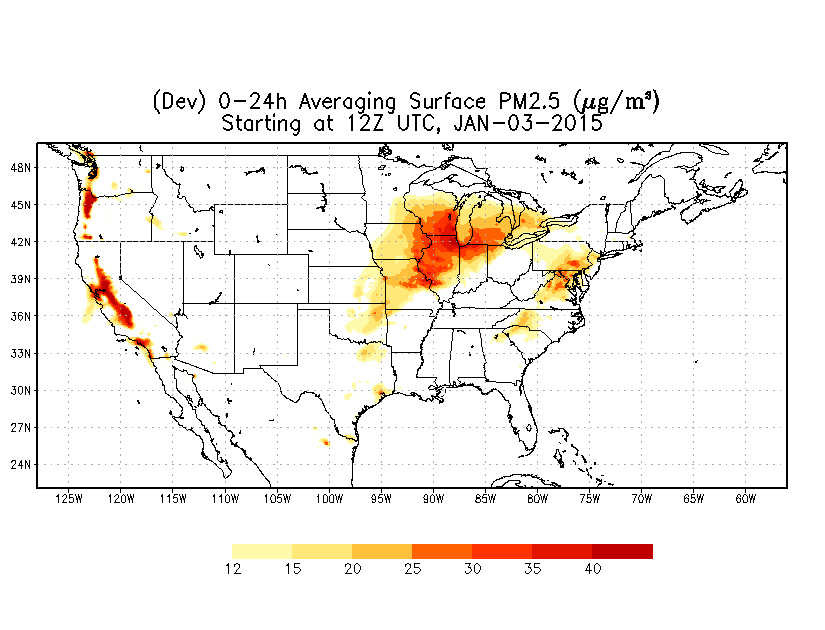 (Dev) 0-24h Averaging Surface PM2.5 (μg/m³)
Starting at 12Z UTC, JAN-03-2015
48N
45N
42N
39N
36N
33N
30N
27N
24N
125W 120W 115W 110W 105W 100W 95W 90W 85W 80W 75W 70W 65W 60W
12 15 20 25 30 35 40